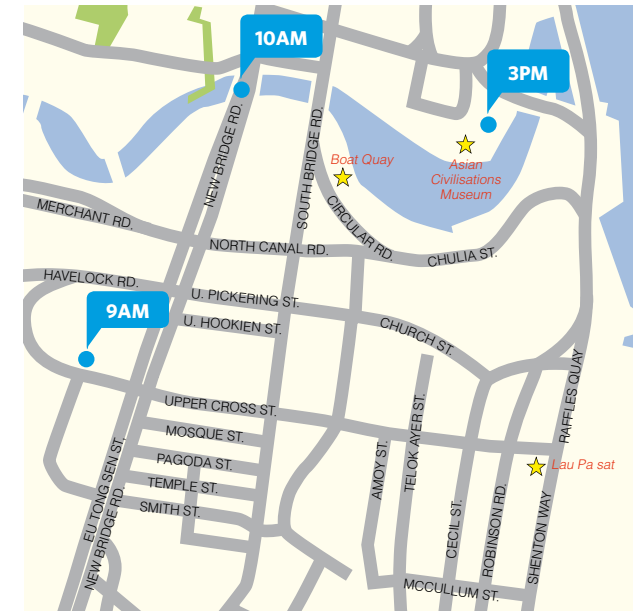 10AM
3PM
NEW BRIDGE RD.
SOUTH BRIDGE RD.
Boat Quay
Asian
Civilisations
Museum
MERCHANT RD.
NORTH CANAL RD.
CIRCULAR RD.
CHULIA ST.
HAVELOCK RD.
U. PICKERING ST.
9AM
U. HOOKIEN ST.
CHURCH ST.
RAFFLES QUAY
UPPER CROSS ST.
MOSQUE ST.
PAGODA ST.
TEMPLE ST.
SMITH ST.
EU TONG SEN ST.
NEW BRIDGE RD.
AMOY ST.
TELOK AYER ST.
CECIL ST.
ROBINSON RD.
SHENTON WAY
Lau Pa sat
MCCULLUM ST.